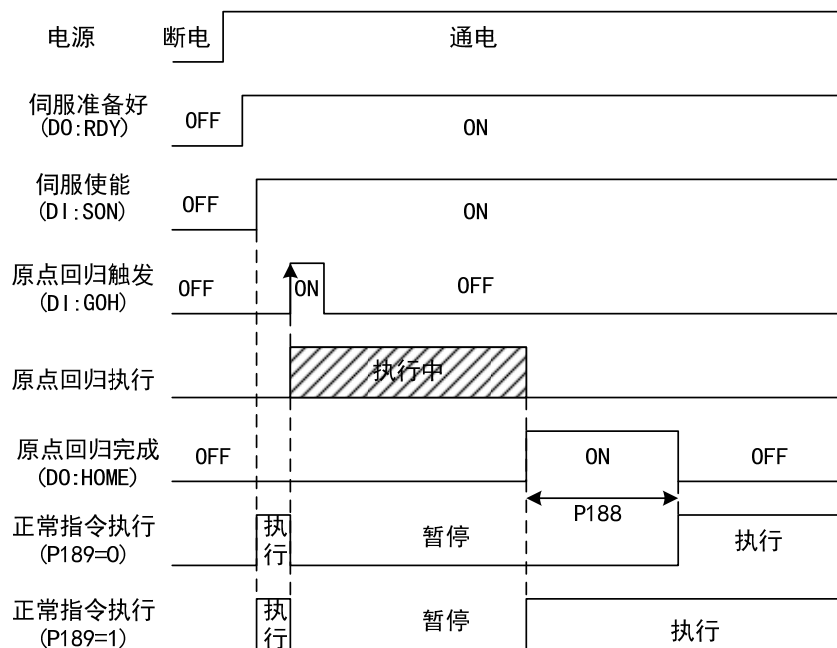 电源 断电 通电
伺服准备好
(DO:RDY) OFF ON
伺服使能
(DI:SON) OFF ON
原点回归触发
(DI:GOH) OFF ON OFF
原点回归执行 执行中
原点回归完成
(DO:HOME) OFF ON OFF
P188
正常指令执行
(P189=0) 执行 暂停 执行
正常指令执行
(P189=1) 执行 暂停 执行